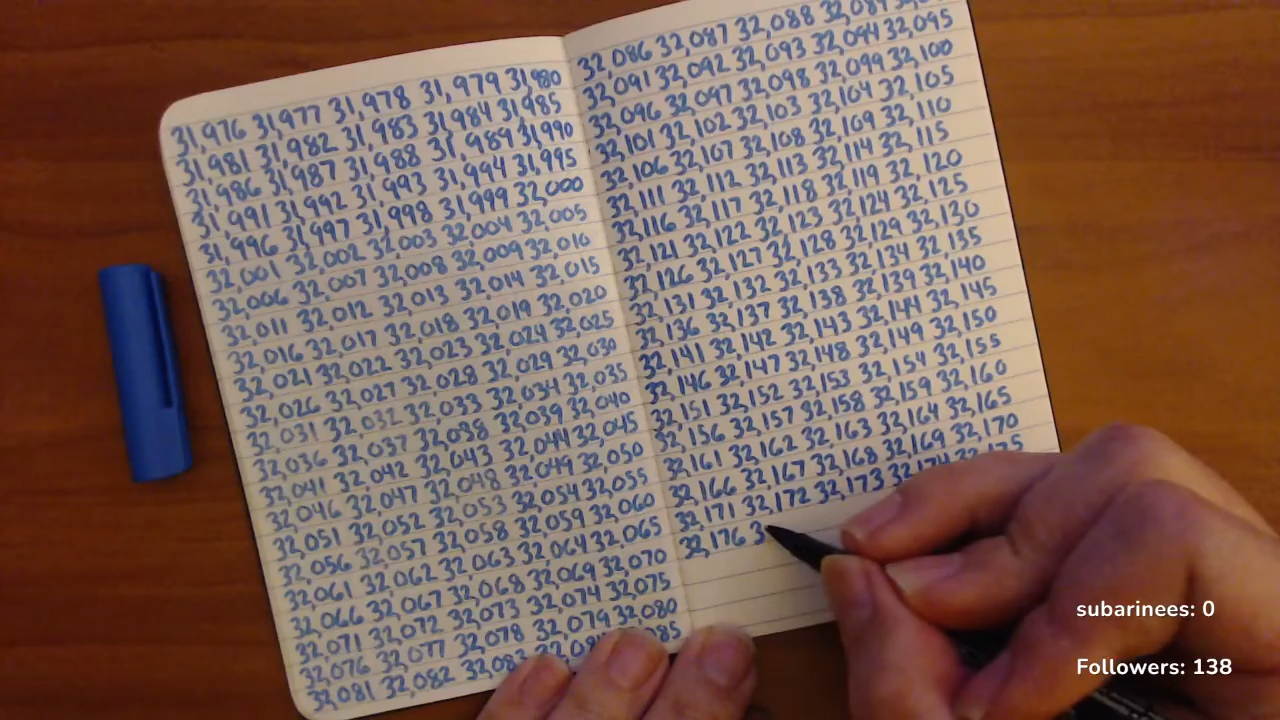 31,976 31,977 31,978 31,979 31,980
31,981 31,982 31,983 31,984 31,985
31,986 31,987 31,988 31,989 31,990
31,991 31,992 31,993 31,994 31,995
31,996 31,997 31,998 31,999 32,000
32,001 32,002 32,003 32,004 32,005
32,006 32,007 32,008 32,009 32,010
32,011 32,012 32,013 32,014 32,015
32,016 32,017 32,018 32,019 32,020
32,021 32,022 32,023 32,024 32,025
32,026 32,027 32,028 32,029 32,030
32,031 32,032 32,033 32,034 32,035
32,036 32,037 32,038 32,039 32,040
32,041 32,042 32,043 32,044 32,045
32,046 32,047 32,048 32,049 32,050
32,051 32,052 32,053 32,054 32,055
32,056 32,057 32,058 32,059 32,060
32,061 32,062 32,063 32,064 32,065
32,066 32,067 32,068 32,069 32,070
32,071 32,072 32,073 32,074 32,075
32,076 32,077 32,078 32,079 32,080
32,081 32,082 32,083
32,086 32,087 32,088 32,089
32,091 32,092 32,093 32,094 32,095
32,096 32,097 32,098 32,099 32,100
32,101 32,102 32,103 32,104 32,105
32,106 32,107 32,108 32,109 32,110
32,111 32,112 32,113 32,114 32,115
32,116 32,117 32,118 32,119 32,120
32,121 32,122 32,123 32,124 32,125
32,126 32,127 32,128 32,129 32,130
32,131 32,132 32,133 32,134 32,135
32,136 32,137 32,138 32,139 32,140
32,141 32,142 32,143 32,144 32,145
32,146 32,147 32,148 32,149 32,150
32,151 32,152 32,153 32,154 32,155
32,156 32,157 32,158 32,159 32,160
32,161 32,162 32,163 32,164 32,165
32,166 32,167 32,168 32,169 32,170
32,171 32,172 32,173 32,174
32,176 3
subarinees: 0
Followers: 138